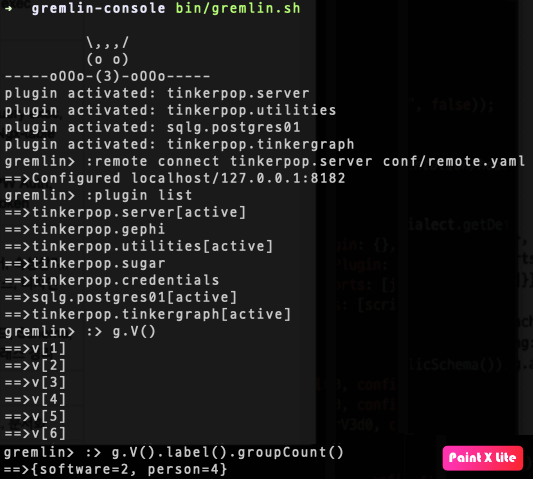 ➜  gremlin-console bin/gremlin.sh

         \,,,/
         (o o)
-----oOOo-(3)-oOOo-----
plugin activated: tinkerpop.server
plugin activated: tinkerpop.utilities
plugin activated: sqlg.postgres01
plugin activated: tinkerpop.tinkergraph
gremlin> :remote connect tinkerpop.server conf/remote.yaml
==>Configured localhost/127.0.0.1:8182
gremlin> :plugin list
==>tinkerpop.server[active]
==>tinkerpop.gephi
==>tinkerpop.utilities[active]
==>tinkerpop.sugar
==>tinkerpop.credentials
==>sqlg.postgres01[active]
==>tinkerpop.tinkergraph[active]
gremlin> :> g.V()
==>v[1]
==>v[2]
==>v[3]
==>v[4]
==>v[5]
==>v[6]
gremlin> :> g.V().label().groupCount()
==>{software=2, person=4}
Paint X Lite